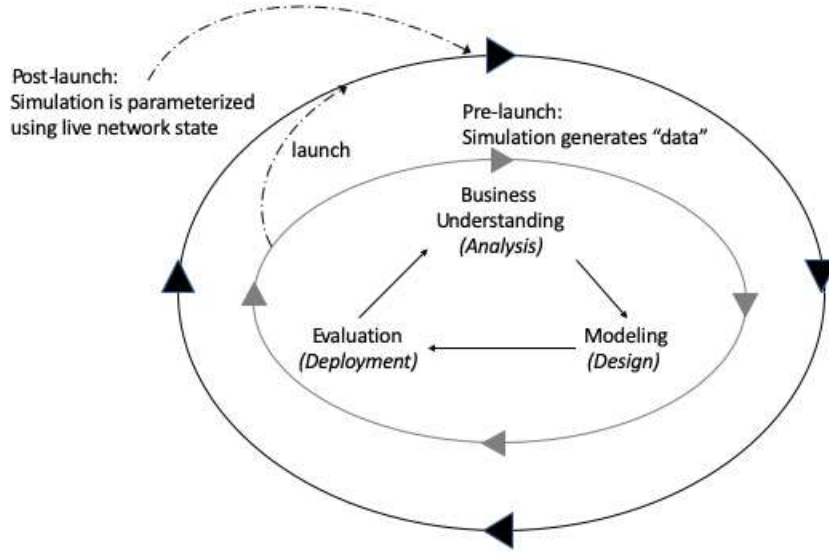 Post-launch:
Simulation is parameterized
using live network state
launch
Pre-launch:
Simulation generates “data”
Business
Understanding
(Analysis)
Evaluation
(Deployment)
Modeling
(Design)